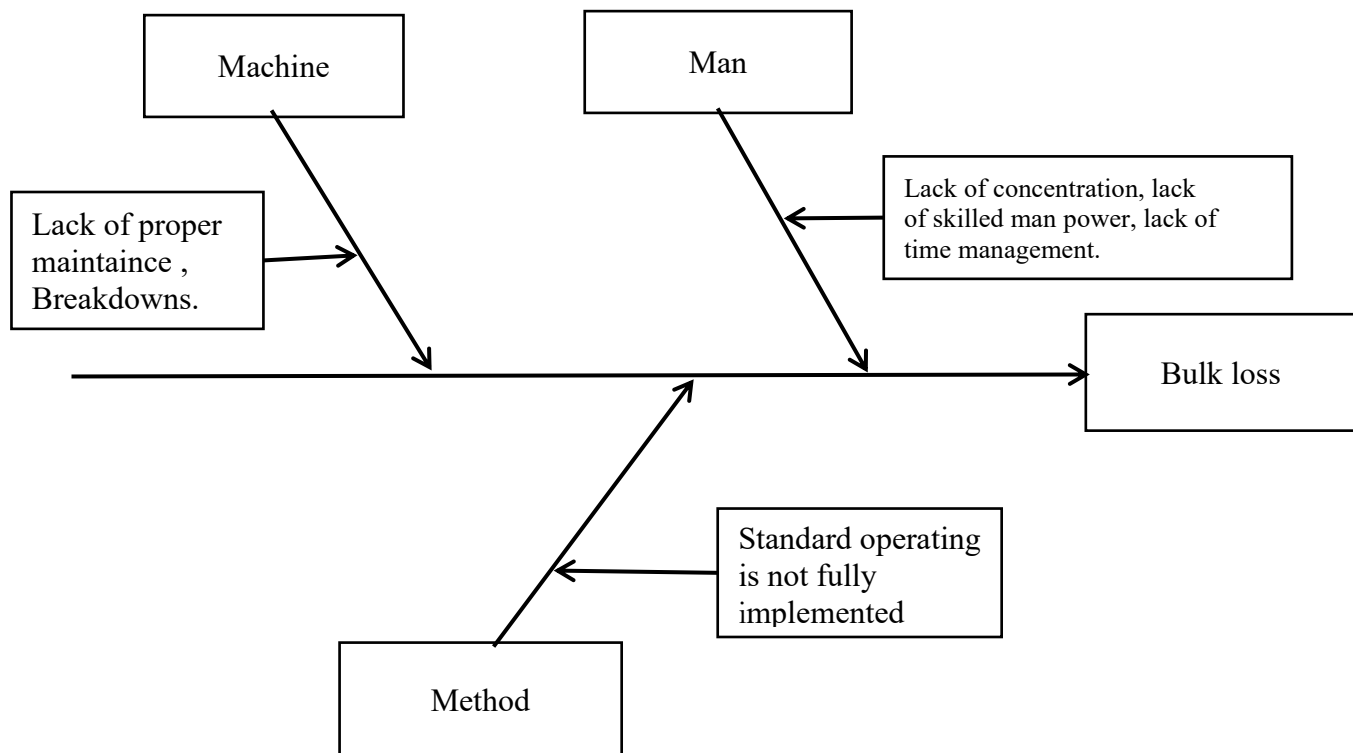 Machine
Man
Lack of concentration, lack
of skilled man power, lack of
time management.
Lack of proper
maintaince ,
Breakdowns.
Bulk loss
Standard operating
is not fully
implemented
Method